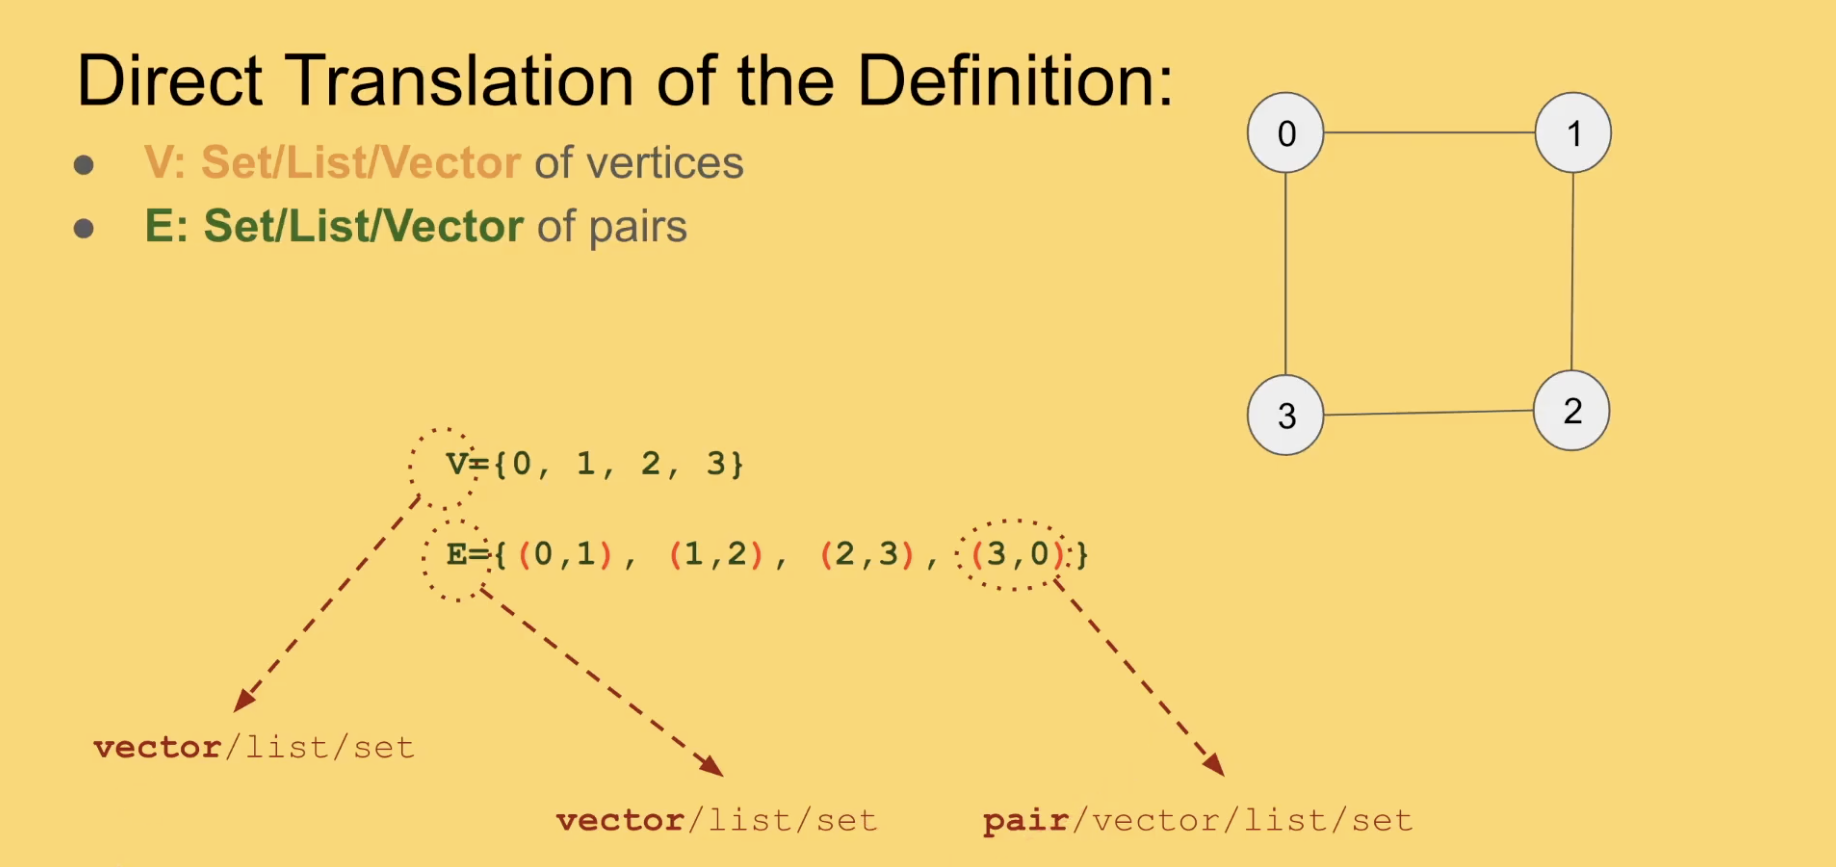 Direct Translation of the Definition:
● V: Set/List/Vector of vertices
● E: Set/List/Vector of pairs
0
1
3
2
V={0, 1, 2, 3}
E={(0,1), (1,2), (2,3), (3,0)}
vector/list/set
vector/list/set
pair/vector/list/set